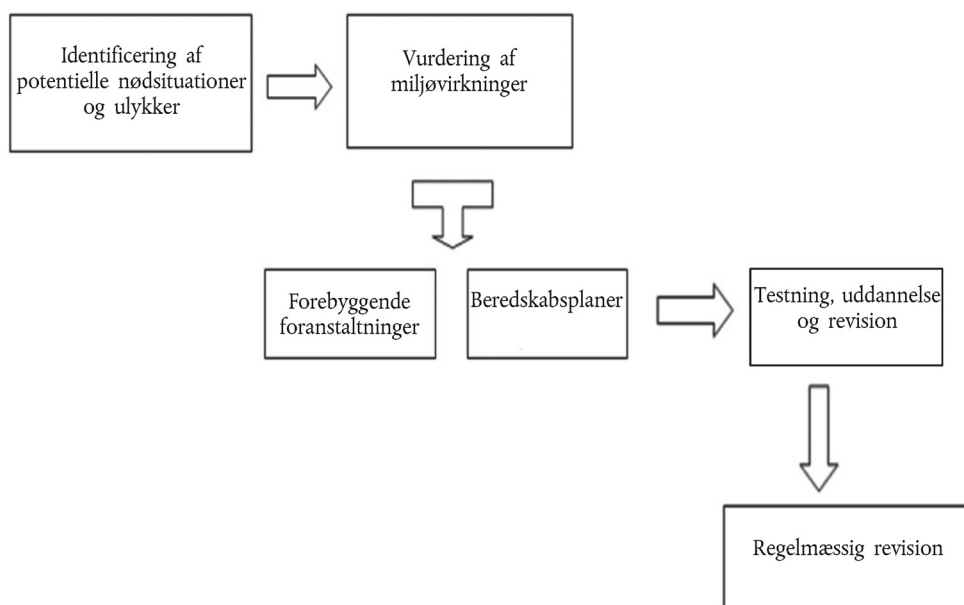 Identificering af
potentielle nødsituationer
og ulykker
Vurdering af
miljøvirkninger
Forebyggende
foranstaltninger
Beredskabsplaner
Testning, uddannelse
og revision
Regelmæssig revision